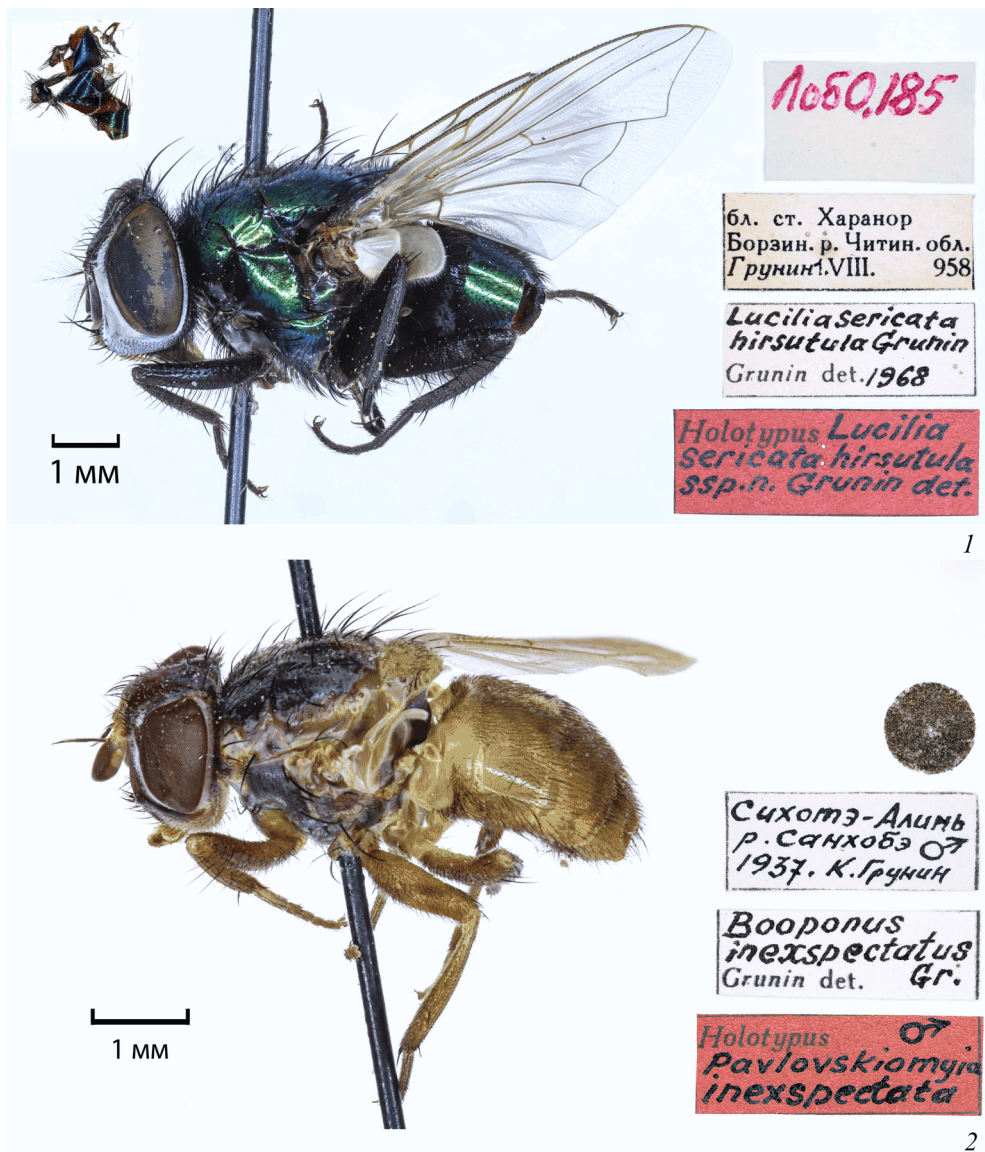 Лоб 0,185
бл. ст. Харанор
Борзин. р. Читин. обл.
Грунин 1.VIII. 958
Lucilia sericata
hirsutula Grunin
Grunin det. 1968
1 мм
Holotypus Lucilia
sericata hirsutula
ssp.n. Grunin det.
1
Сихотэ-Алинь
р. Санхобэ ♂
1937. К. Грунин
Booponus
inexspectatus
Grunin det. Gr.
1 мм
Holotypus ♂
Pavlovskiomyia
inexspectata
2